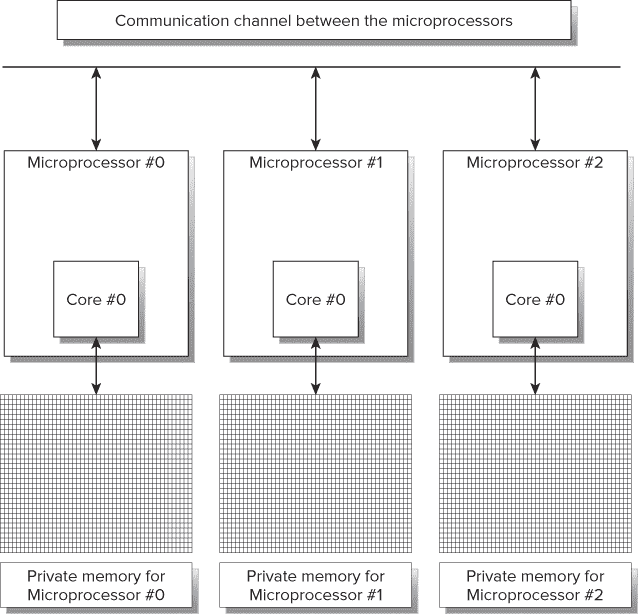 Communication channel between the microprocessors
Microprocessor #0
Microprocessor #1
Microprocessor #2
Core #0
Core #0
Core #0
Private memory for
Microprocessor #0
Private memory for
Microprocessor #1
Private memory for
Microprocessor #2